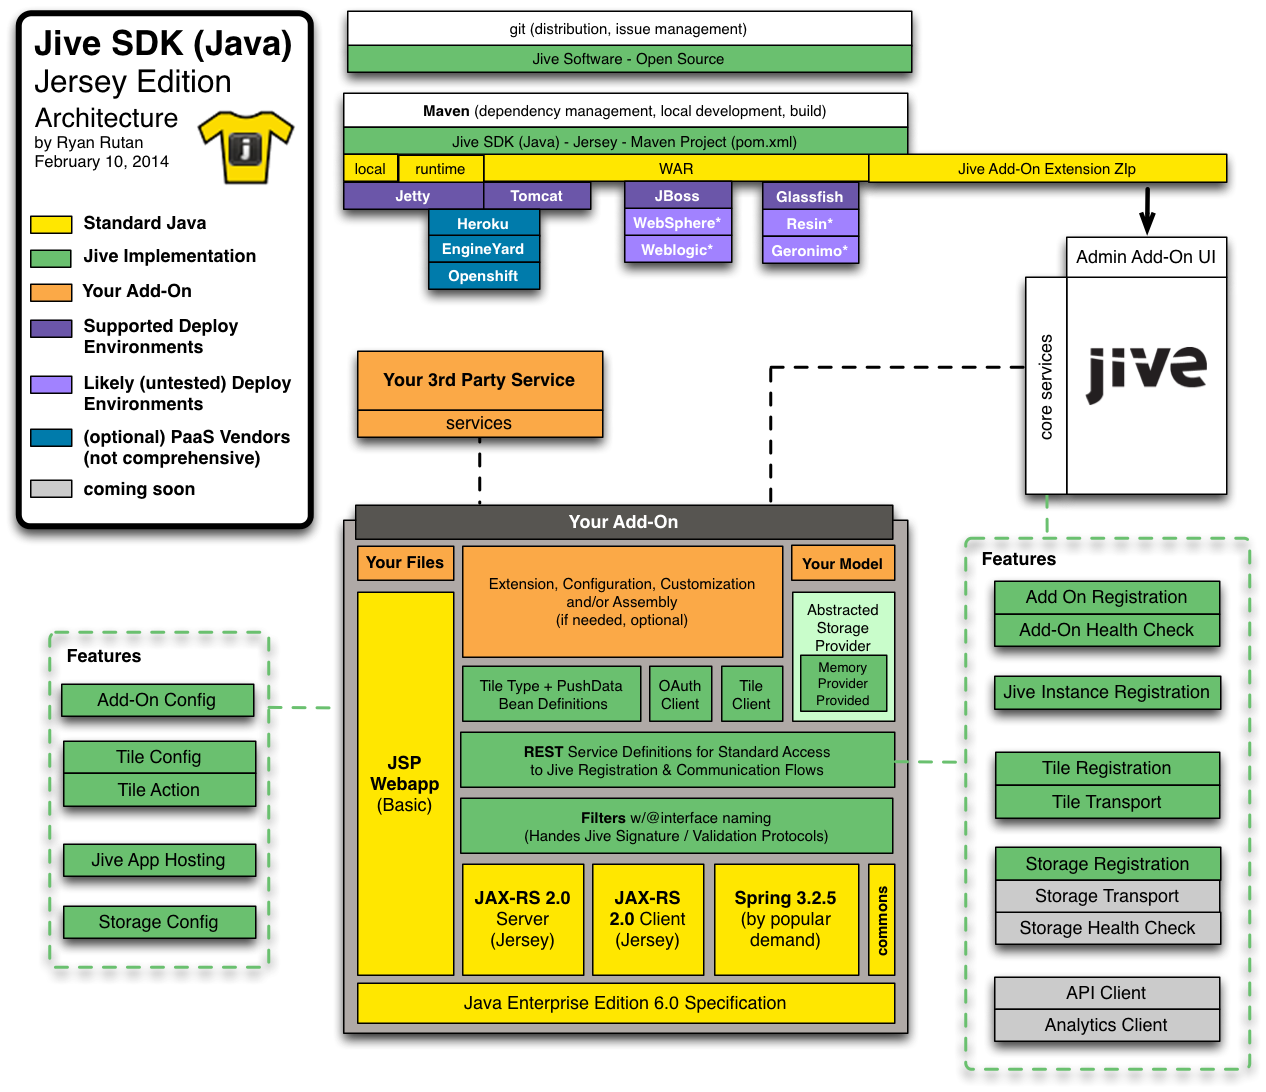 Jive SDK (Java)
Jersey Edition
Architecture
by Ryan Rutan
February 10, 2014
j
Standard Java
Jive Implementation
Your Add-On
Supported Deploy
Environments
Likely (untested) Deploy
Environments
(optional) PaaS Vendors
(not comprehensive)
coming soon
git (distribution, issue management)
Jive Software - Open Source
Maven (dependency management, local development, build)
Jive SDK (Java) - Jersey - Maven Project (pom.xml)
local
runtime
WAR
Jive Add-On Extension ZIp
Jetty
Tomcat
JBoss
Glassfish
Heroku
WebSphere*
Resin*
EngineYard
Weblogic*
Geronimo*
Openshift
Admin Add-On UI
core services
jive
Your 3rd Party Service
services
Your Add-On
Your Files
Extension, Configuration, Customization
and/or Assembly
(if needed, optional)
Your Model
Abstracted
Storage
Provider
Memory
Provider
Provided
Tile Type + PushData
Bean Definitions
OAuth
Client
Tile
Client
JSP
Webapp
(Basic)
REST Service Definitions for Standard Access
to Jive Registration & Communication Flows
Filters w/@interface naming
(Handes Jive Signature / Validation Protocols)
JAX-RS 2.0
Server
(Jersey)
JAX-RS
2.0 Client
(Jersey)
Spring 3.2.5
(by popular
demand)
commons
Java Enterprise Edition 6.0 Specification
Features
Add-On Config
Tile Config
Tile Action
Jive App Hosting
Storage Config
Features
Add On Registration
Add-On Health Check
Jive Instance Registration
Tile Registration
Tile Transport
Storage Registration
Storage Transport
Storage Health Check
API Client
Analytics Client